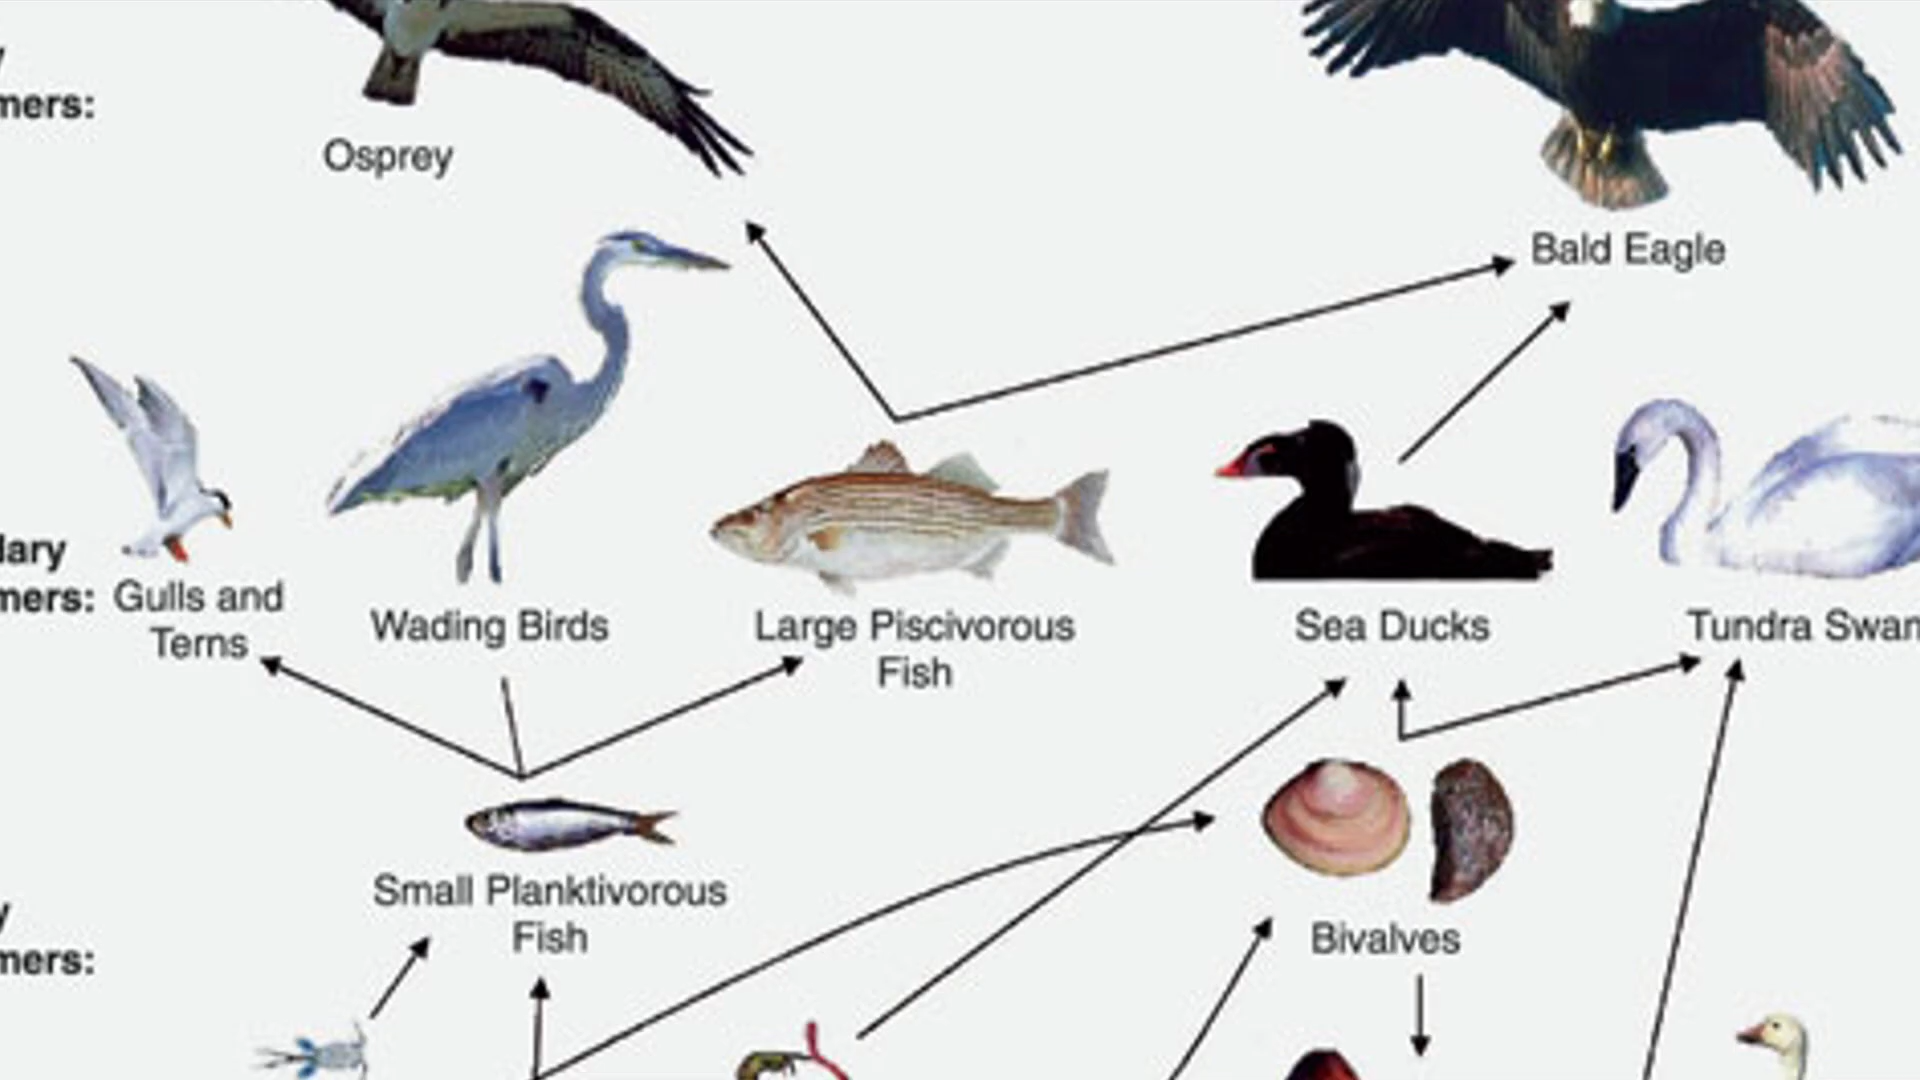 mers:
Osprey
Bald Eagle
dary
mers:
Gulls and
Terns
Wading Birds
Large Piscivorous
Fish
Sea Ducks
Tundra Swan
Small Planktivorous
Fish
Bivalves
y
mers: